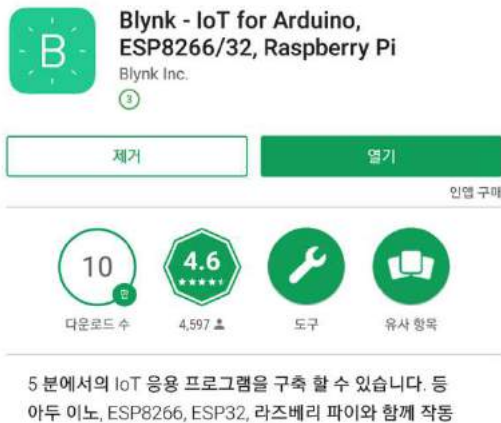 B
Blynk - IoT for Arduino,
ESP8266/32, Raspberry Pi
Blynk Inc.
3
제거
열기
인앱 구매
10
만
다운로드 수
4.6
4,597
도구
유사 항목
5 분에서의 IoT 응용 프로그램을 구축 할 수 있습니다. 등
아두 이노, ESP8266, ESP32, 라즈베리 파이와 함께 작동